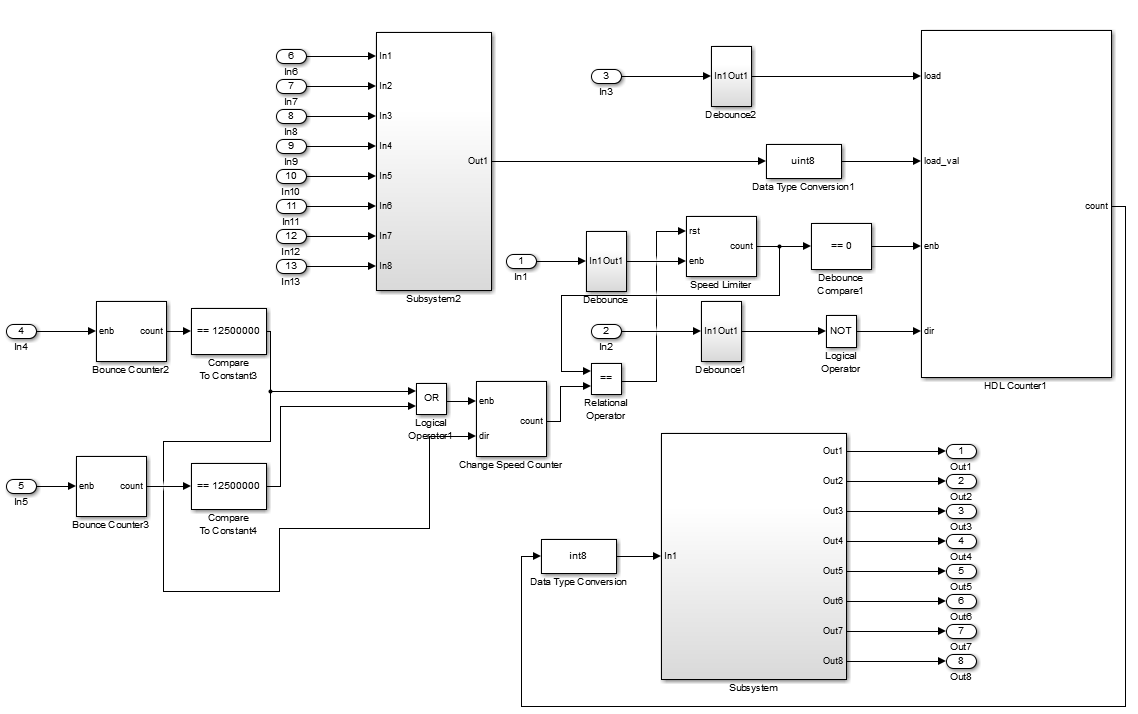 6
In6
7
In7
8
In8
9
In9
10
In10
11
In11
12
In12
13
In13
In1
In2
In3
In4
In5
In6
In7
In8
Out1
Subsystem2
3
In3
In1 Out1
Debounce2
uint8
Data Type Conversion1
load
load_val
enb
dir
count
HDL Counter1
1
In1
In1 Out1
Debounce
rst
enb
count
Speed Limiter
== 0
Debounce
Compare1
2
In2
In1 Out1
Debounce1
NOT
Logical
Operator
4
In4
enb
count
Bounce Counter2
== 12500000
Compare
To Constant3
OR
Logical
Operator1
enb
dir
count
Change Speed Counter
==
Relational
Operator
5
In5
enb
count
Bounce Counter3
== 12500000
Compare
To Constant4
int8
Data Type Conversion
In1
Out1
Out2
Out3
Out4
Out5
Out6
Out7
Out8
Subsystem
1
Out1
2
Out2
3
Out3
4
Out4
5
Out5
6
Out6
7
Out7
8
Out8